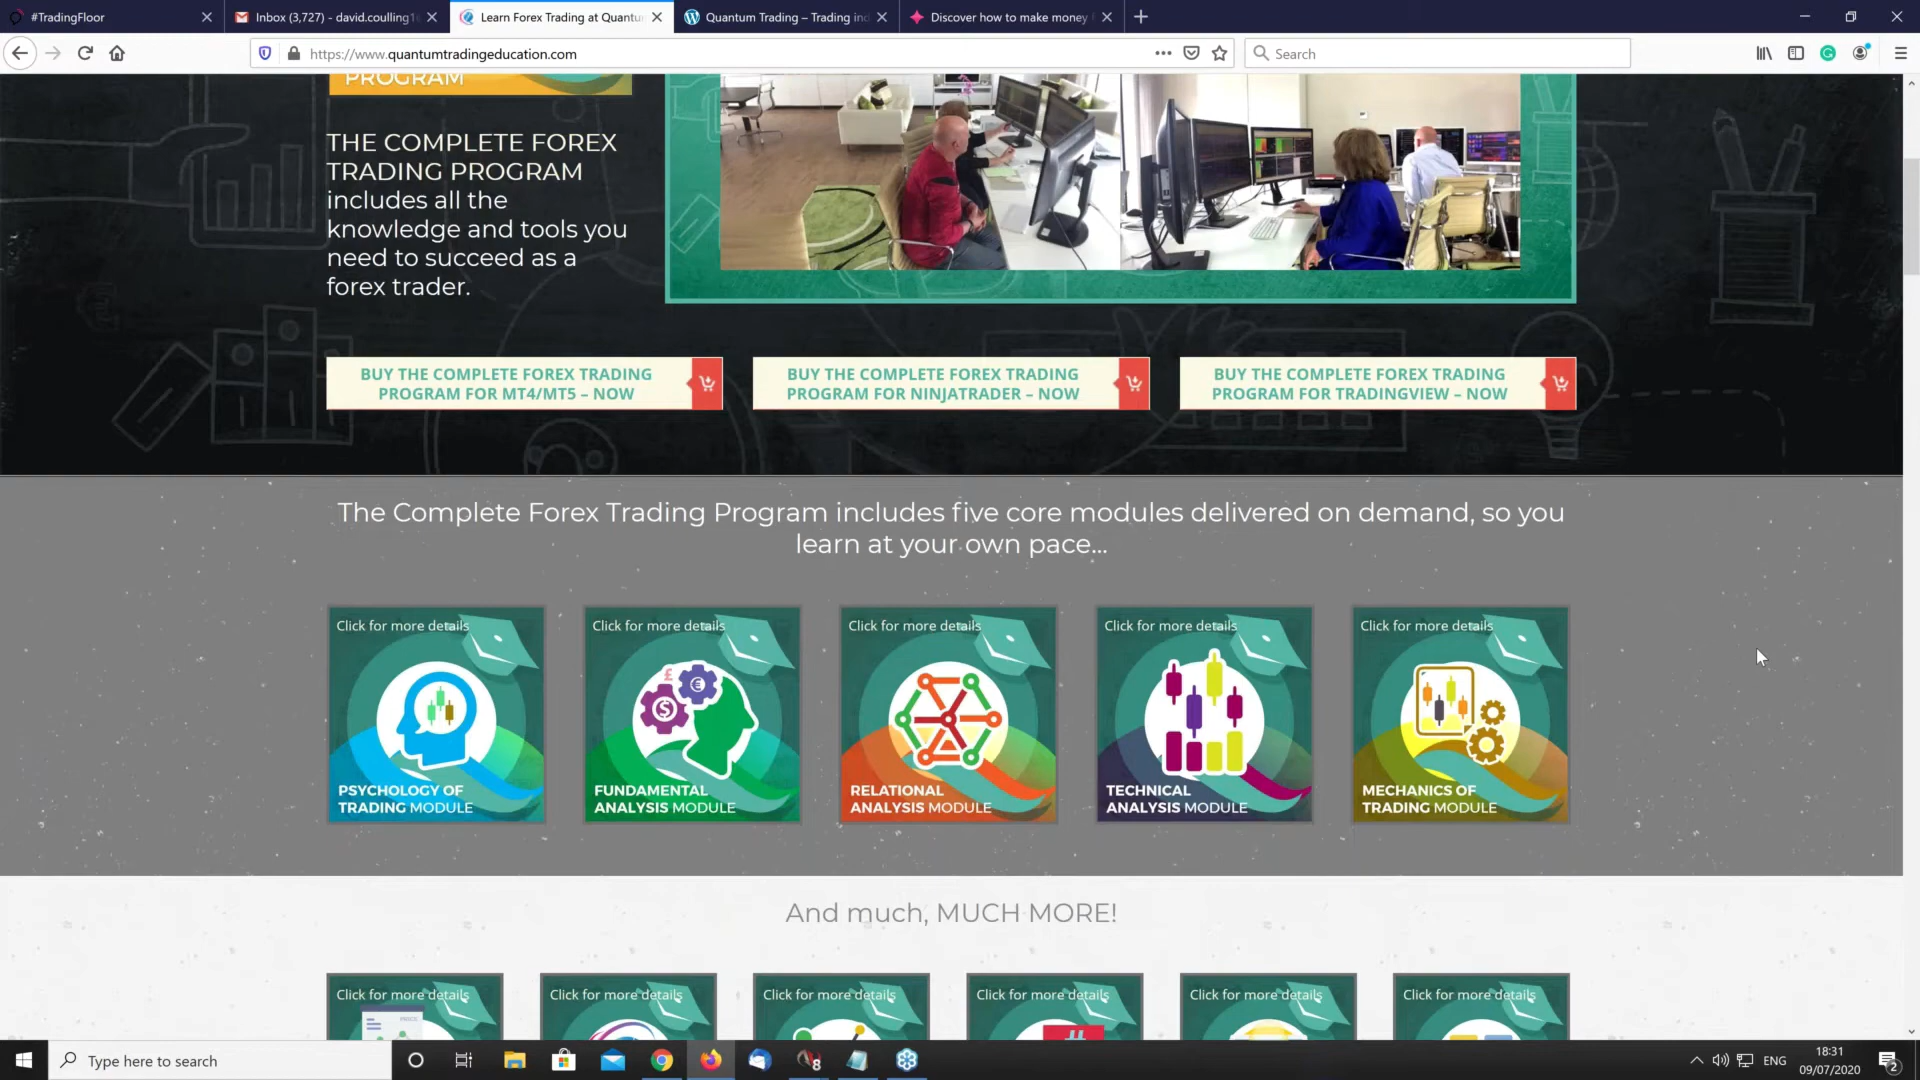 #TradingFloor
Inbox (3,727) - david.coulling1
Learn Forex Trading at Quantu
Quantum Trading – Trading ind
Discover how to make money
https://www.quantumtradingeducation.com
Search
PROGRAM
THE COMPLETE FOREX
TRADING PROGRAM
includes all the
knowledge and tools you
need to succeed as a
forex trader.
BUY THE COMPLETE FOREX TRADING
PROGRAM FOR MT4/MT5 – NOW
BUY THE COMPLETE FOREX TRADING
PROGRAM FOR NINJATRADER – NOW
BUY THE COMPLETE FOREX TRADING
PROGRAM FOR TRADINGVIEW – NOW
The Complete Forex Trading Program includes five core modules delivered on demand, so you
learn at your own pace...
Click for more details
PSYCHOLOGY OF
TRADING MODULE
Click for more details
FUNDAMENTAL
ANALYSIS MODULE
Click for more details
RELATIONAL
ANALYSIS MODULE
Click for more details
TECHNICAL
ANALYSIS MODULE
Click for more details
MECHANICS OF
TRADING MODULE
And much, MUCH MORE!
Click for more details
PRICE
Click for more details
Click for more details
Click for more details
#
Click for more details
Click for more details
Type here to search
8
ENG
18:31
09/07/2020
2